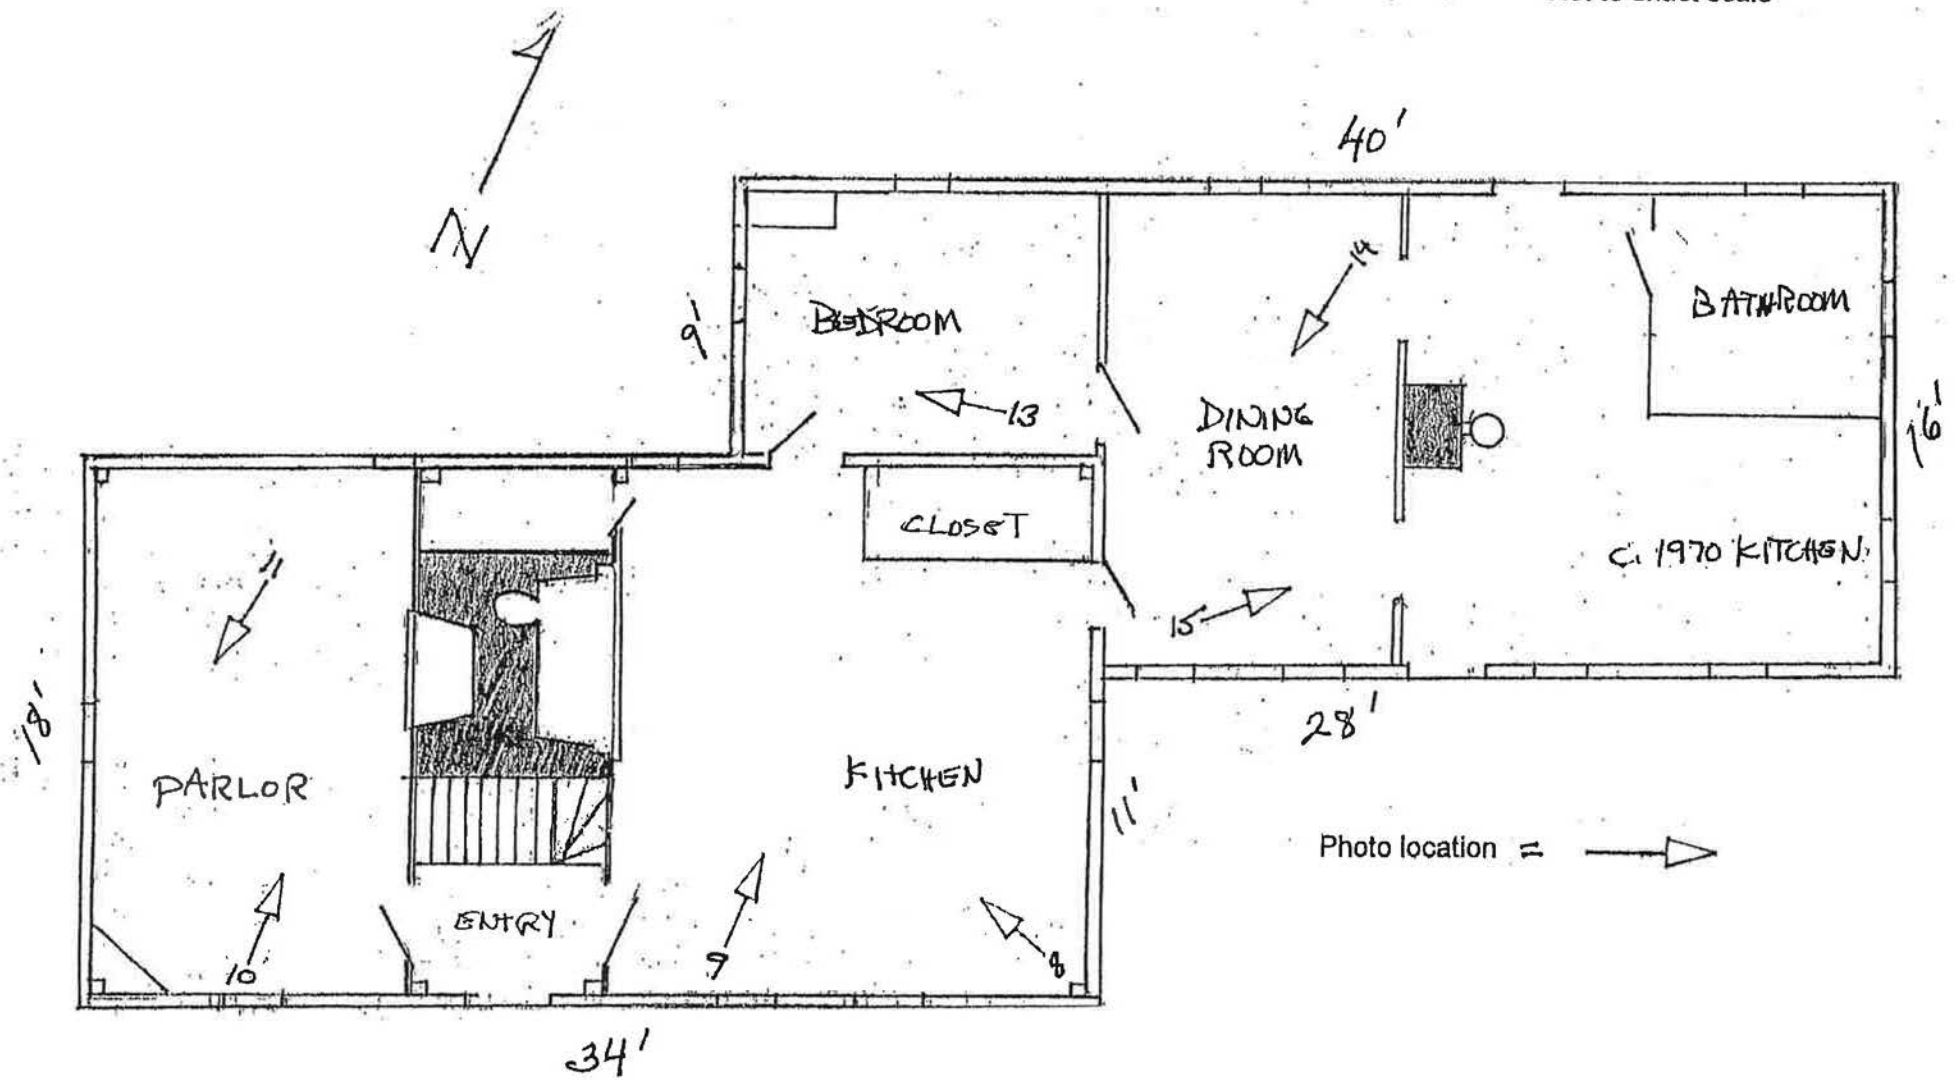 N
40'
9'
BEDROOM
14
BATHROOM
13
DINING
ROOM
16'
CLOSET
C. 1970 KITCHEN
11
15
18'
28'
PARLOR
KITCHEN
11'
Photo location =
ENTRY
10
9
8
34'